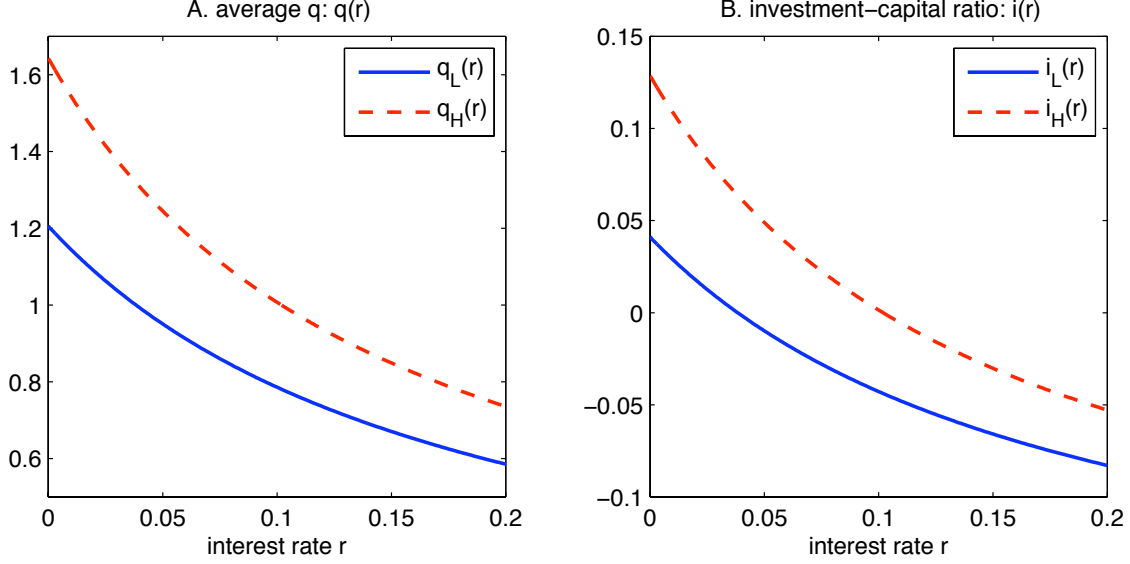 A. average q: q(r)
1.6
1.4
1.2
1
0.8
0.6
0
0.05
0.1
0.15
0.2
interest rate r
q_L(r)
q_H(r)
B. investment−capital ratio: i(r)
0.15
0.1
0.05
0
−0.05
−0.1
0
0.05
0.1
0.15
0.2
interest rate r
i_L(r)
i_H(r)